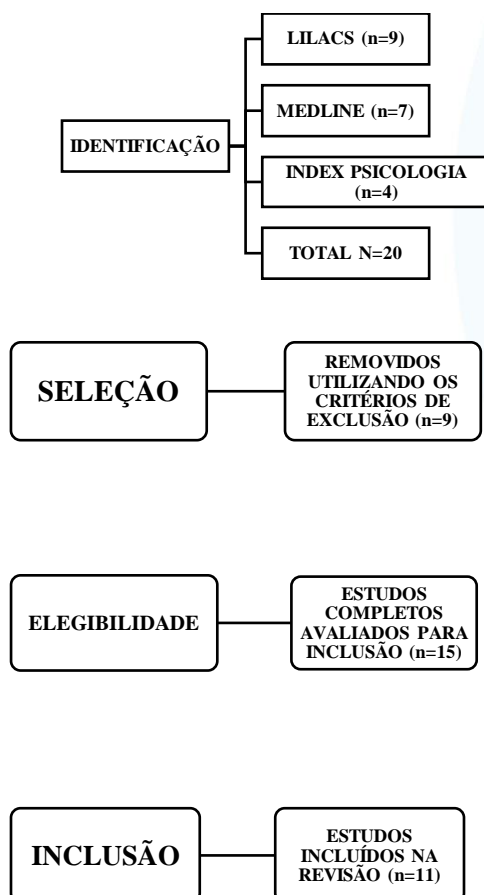 LILACS (n=9)
MEDLINE (n=7)
IDENTIFICAÇÃO
INDEX PSICOLOGIA
(n=4)
TOTAL N=20
SELEÇÃO
REMOVIDOS
UTILIZANDO OS
CRITÉRIOS DE
EXCLUSÃO (n=9)
ELEGIBILIDADE
ESTUDOS
COMPLETOS
AVALIADOS PARA
INCLUSÃO (n=15)
INCLUSÃO
ESTUDOS
INCLUÍDOS NA
REVISÃO (n=11)